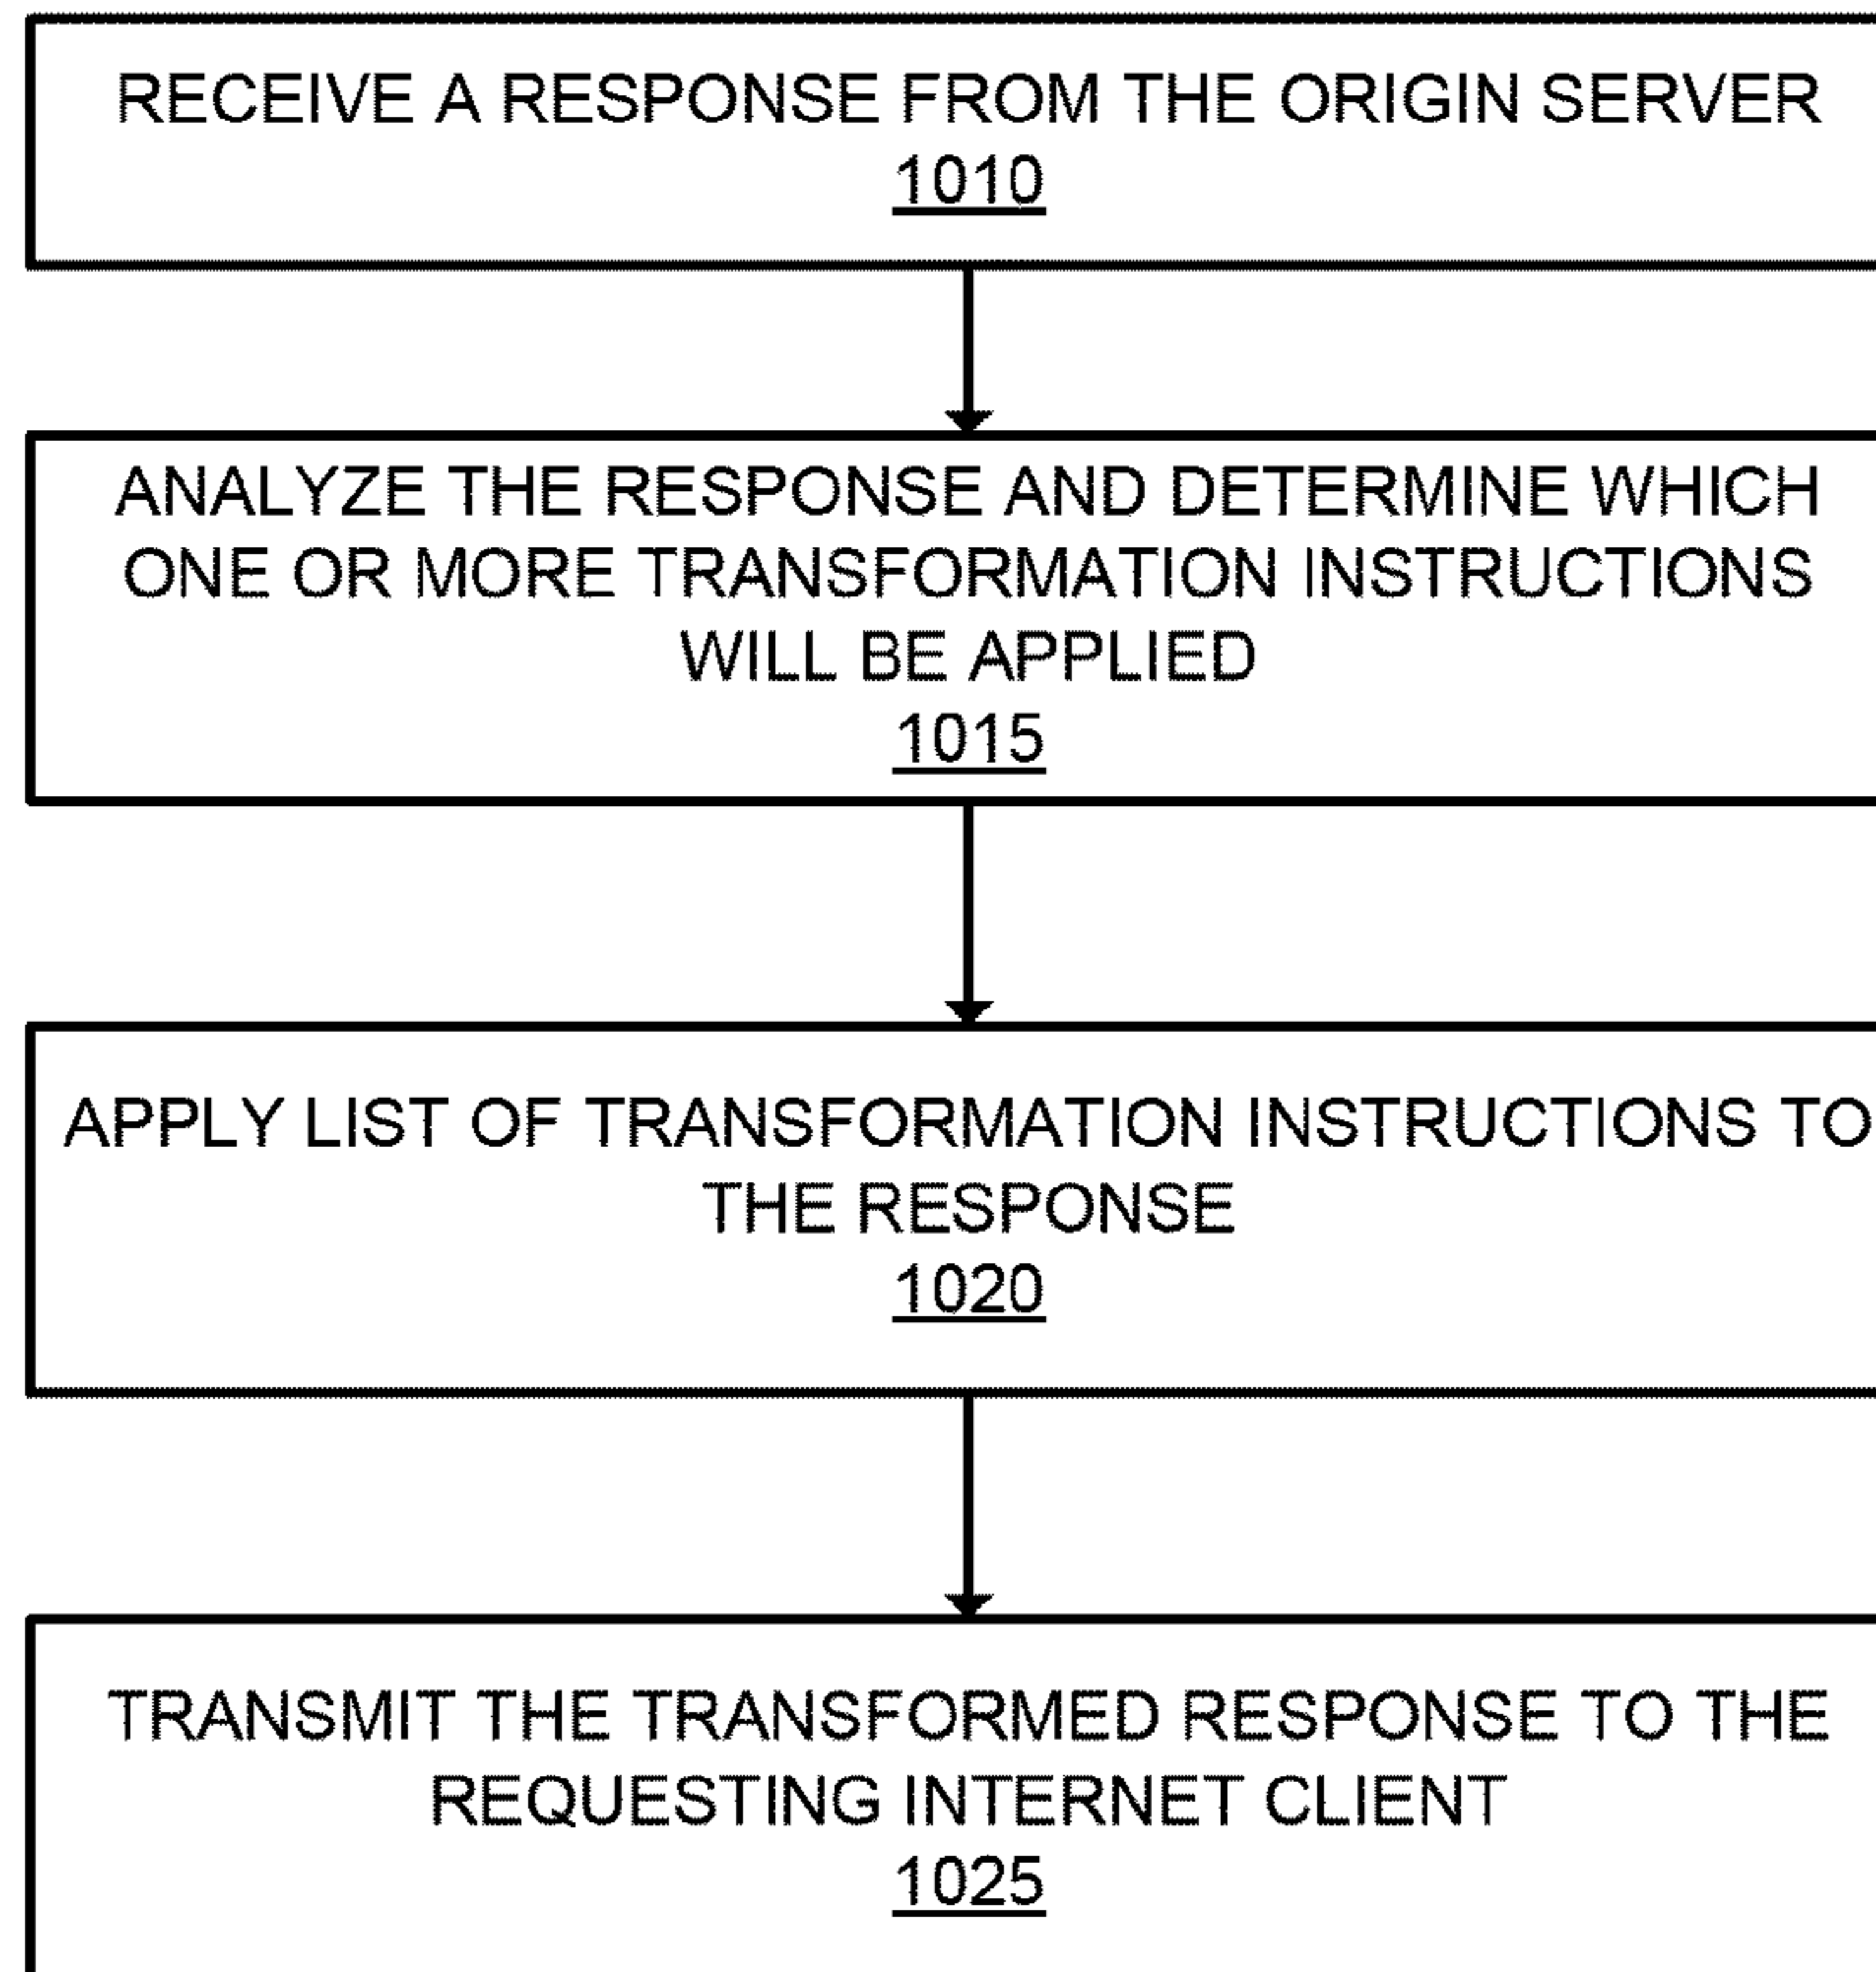 RECEIVE A RESPONSE FROM THE ORIGIN SERVER
1010
ANALYZE THE RESPONSE AND DETERMINE WHICH
ONE OR MORE TRANSFORMATION INSTRUCTIONS
WILL BE APPLIED
1015
APPLY LIST OF TRANSFORMATION INSTRUCTIONS TO
THE RESPONSE
1020
TRANSMIT THE TRANSFORMED RESPONSE TO THE
REQUESTING INTERNET CLIENT
1025